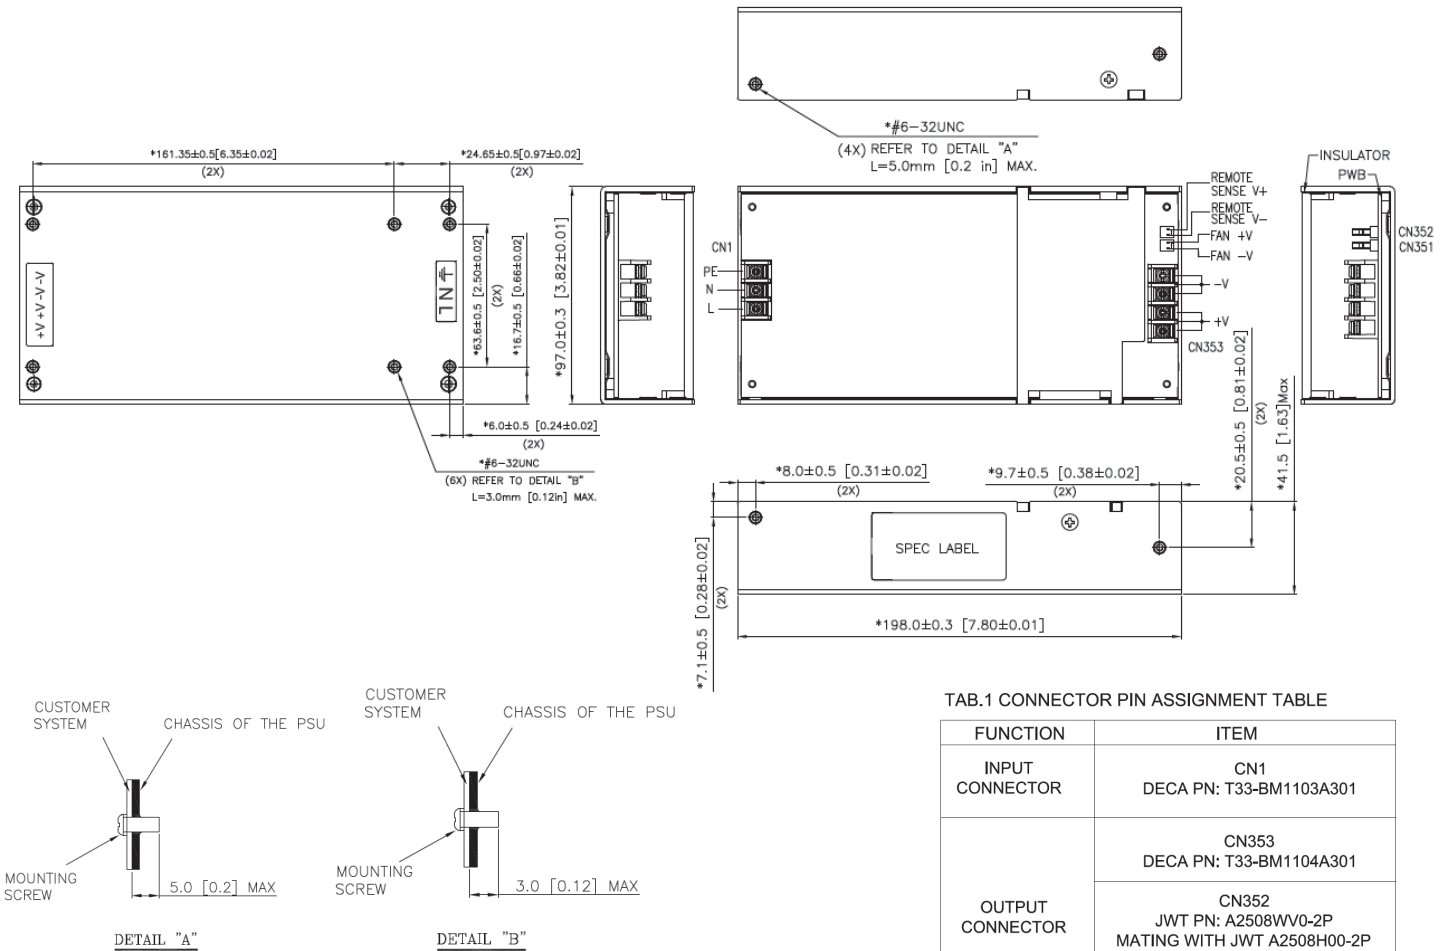 *#6-32UNC
(4X) REFER TO DETAIL "A"
L=5.0mm [0.2 in] MAX.
*161.35±0.5[6.35±0.02]
(2X)
*24.65±0.5[0.97±0.02]
(2X)
+V +V -V -V
NL
*63.6±0.5 [2.50±0.02]
(2X)
*16.7±0.5 [0.66±0.02]
*97.0±0.3 [3.82±0.01]
*6.0±0.5 [0.24±0.02]
(2X)
*#6-32UNC
(6X) REFER TO DETAIL "B"
L=3.0mm [0.12in] MAX.
CN1
PE
N
L
REMOTE
SENSE V+
REMOTE
SENSE V-
FAN +V
FAN -V
-V
+V
CN353
INSULATOR
PWB
CN352
CN351
*20.5±0.5 [0.81±0.02]
(2X)
*41.5 [1.63]Max
*8.0±0.5 [0.31±0.02]
(2X)
*9.7±0.5 [0.38±0.02]
(2X)
SPEC LABEL
*7.1±0.5 [0.28±0.02]
(2X)
*198.0±0.3 [7.80±0.01]
CUSTOMER
SYSTEM
CHASSIS OF THE PSU
MOUNTING
SCREW
5.0 [0.2] MAX
DETAIL "A"
CUSTOMER
SYSTEM
CHASSIS OF THE PSU
MOUNTING
SCREW
3.0 [0.12] MAX
DETAIL "B"
TAB.1 CONNECTOR PIN ASSIGNMENT TABLE
FUNCTION ITEM
INPUT
CONNECTOR
CN1
DECA PN: T33-BM1103A301
OUTPUT
CONNECTOR
CN353
DECA PN: T33-BM1104A301
CN352
JWT PN: A2508WV0-2P
MATING WITH JWT A2508H00-2P